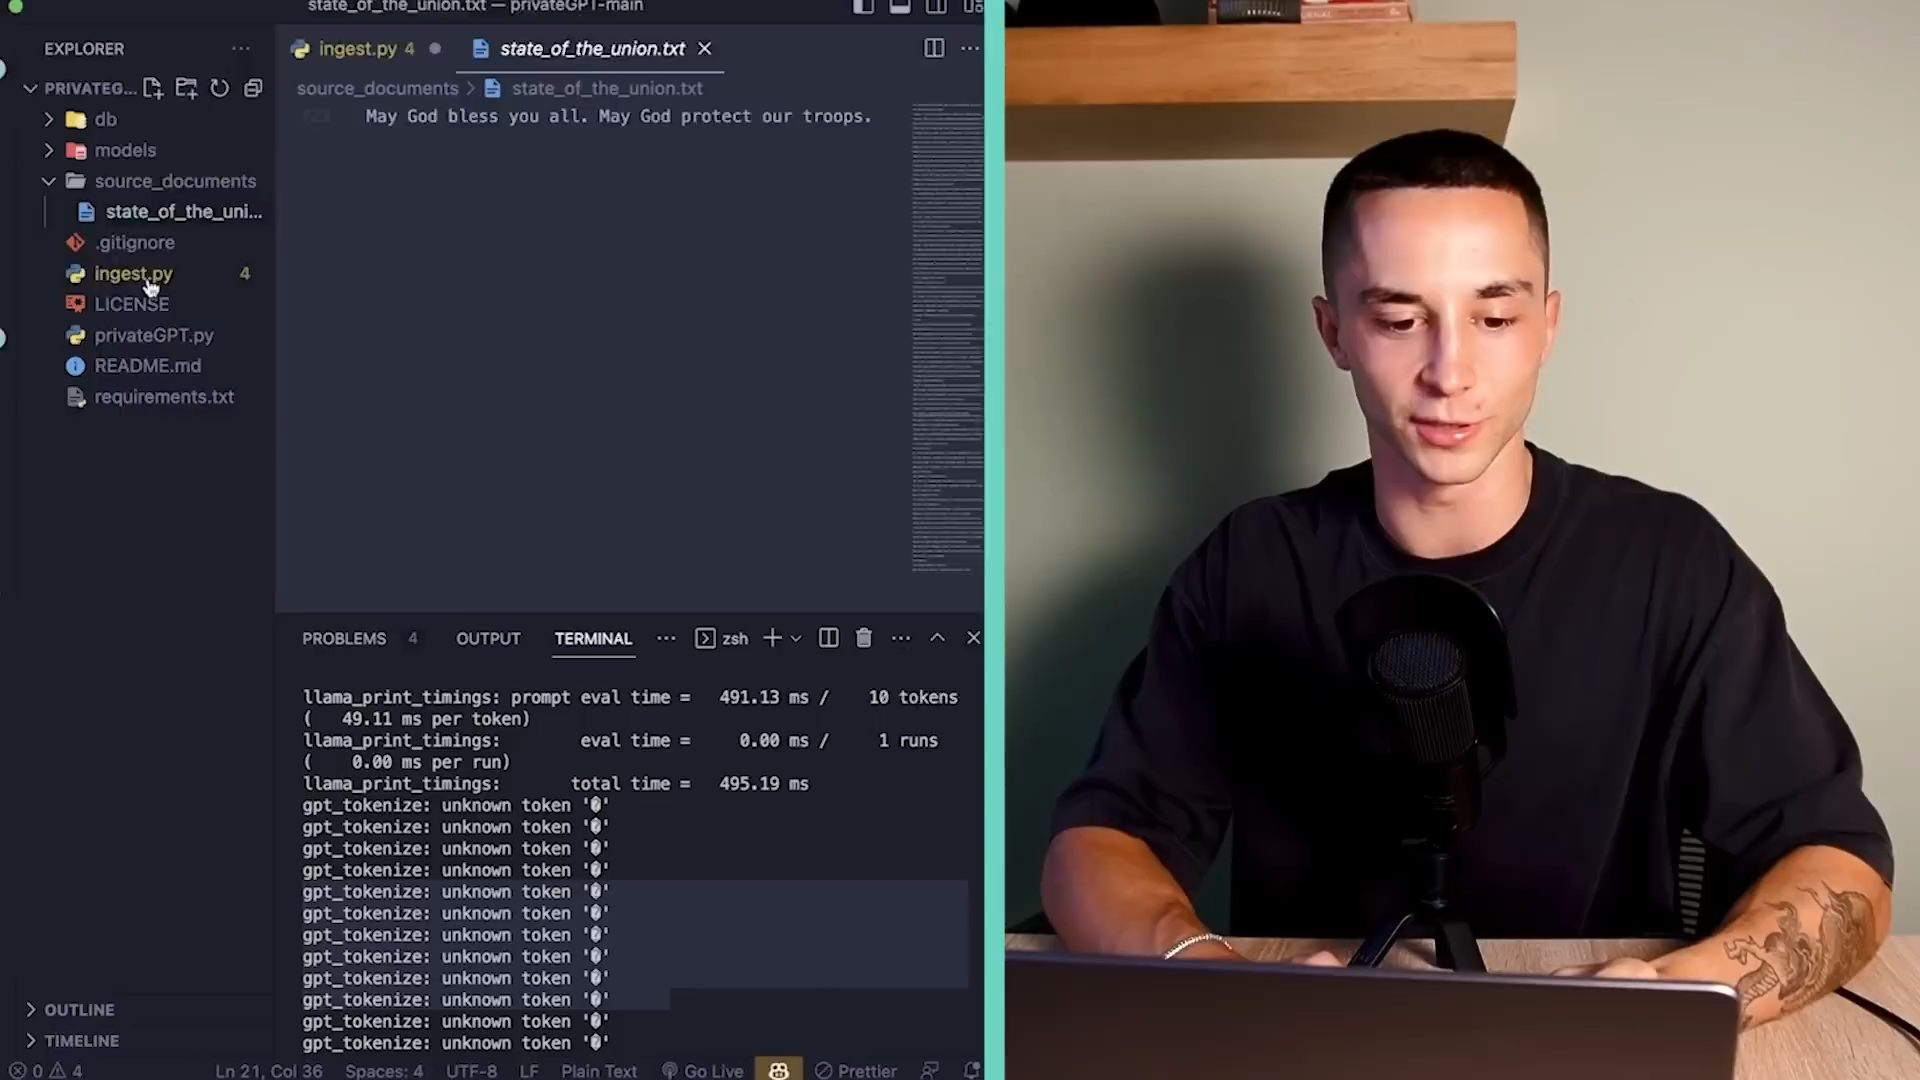 state_of_the_union.txt — privateGPT-main
EXPLORER
PRIVATEG...
db
models
source_documents
state_of_the_uni...
.gitignore
ingest.py 4
LICENSE
privateGPT.py
README.md
requirements.txt
OUTLINE
TIMELINE
ingest.py 4
state_of_the_union.txt
source_documents > state_of_the_union.txt
May God bless you all. May God protect our troops.
PROBLEMS 4 OUTPUT TERMINAL zsh
llama_print_timings: prompt eval time = 491.13 ms / 10 tokens
( 49.11 ms per token)
llama_print_timings: eval time = 0.00 ms / 1 runs
( 0.00 ms per run)
llama_print_timings: total time = 495.19 ms
gpt_tokenize: unknown token '�'
gpt_tokenize: unknown token '�'
gpt_tokenize: unknown token '�'
gpt_tokenize: unknown token '�'
gpt_tokenize: unknown token '�'
gpt_tokenize: unknown token '�'
gpt_tokenize: unknown token '�'
gpt_tokenize: unknown token '�'
gpt_tokenize: unknown token '�'
gpt_tokenize: unknown token '�'
gpt_tokenize: unknown token '�'
gpt_tokenize: unknown token '�'
0 4 Ln 21, Col 36 Spaces: 4 UTF-8 LF Plain Text Go Live Prettier